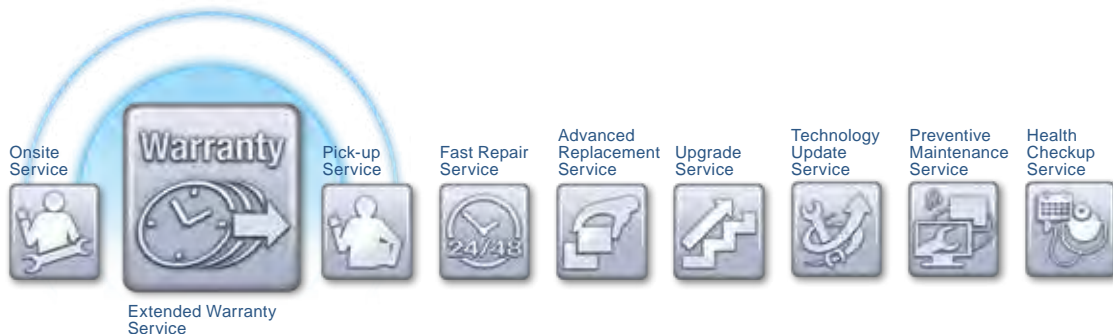 Onsite
Service
Warranty
Extended Warranty
Service
Pick-up
Service
Fast Repair
Service
24/48
Advanced
Replacement
Service
Upgrade
Service
Technology
Update
Service
Preventive
Maintenance
Service
Health
Checkup
Service